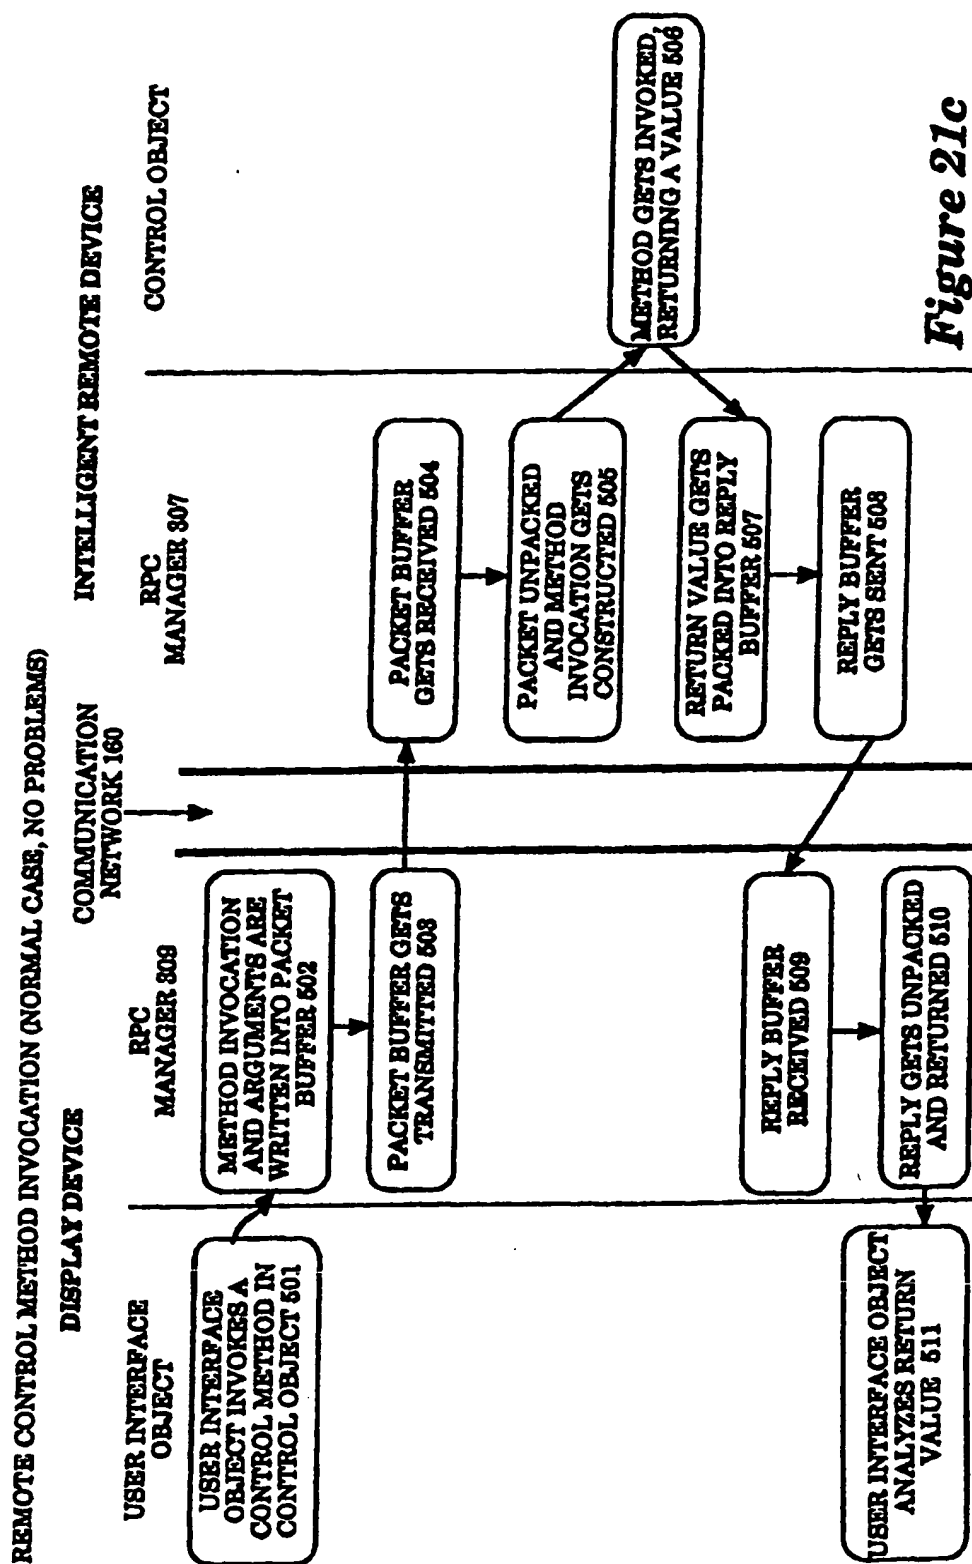 REMOTE CONTROL METHOD INVOCATION (NORMAL CASE, NO PROBLEMS)
DISPLAY DEVICE
INTELLIGENT REMOTE DEVICE
USER INTERFACE
OBJECT
RPC
MANAGER 309
COMMUNICATION
NETWORK 160
RPC
MANAGER 307
CONTROL OBJECT
USER INTERFACE
OBJECT INVOKES A
CONTROL METHOD IN
CONTROL OBJECT 501
METHOD INVOCATION
AND ARGUMENTS ARE
WRITTEN INTO PACKET
BUFFER 502
PACKET BUFFER GETS
TRANSMITTED 503
PACKET BUFFER
GETS RECEIVED 504
PACKET UNPACKED
AND METHOD
INVOCATION GETS
CONSTRUCTED 505
METHOD GETS INVOKED,
RETURNING A VALUE 506
RETURN VALUE GETS
PACKED INTO REPLY
BUFFER 507
REPLY BUFFER
GETS SENT 508
REPLY BUFFER
RECEIVED 509
REPLY GETS UNPACKED
AND RETURNED 510
USER INTERFACE OBJECT
ANALYZES RETURN
VALUE 511
Figure 21c